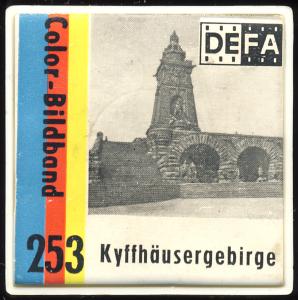 DEFA
Color-Bildband
253 Kyffhäusergebirge